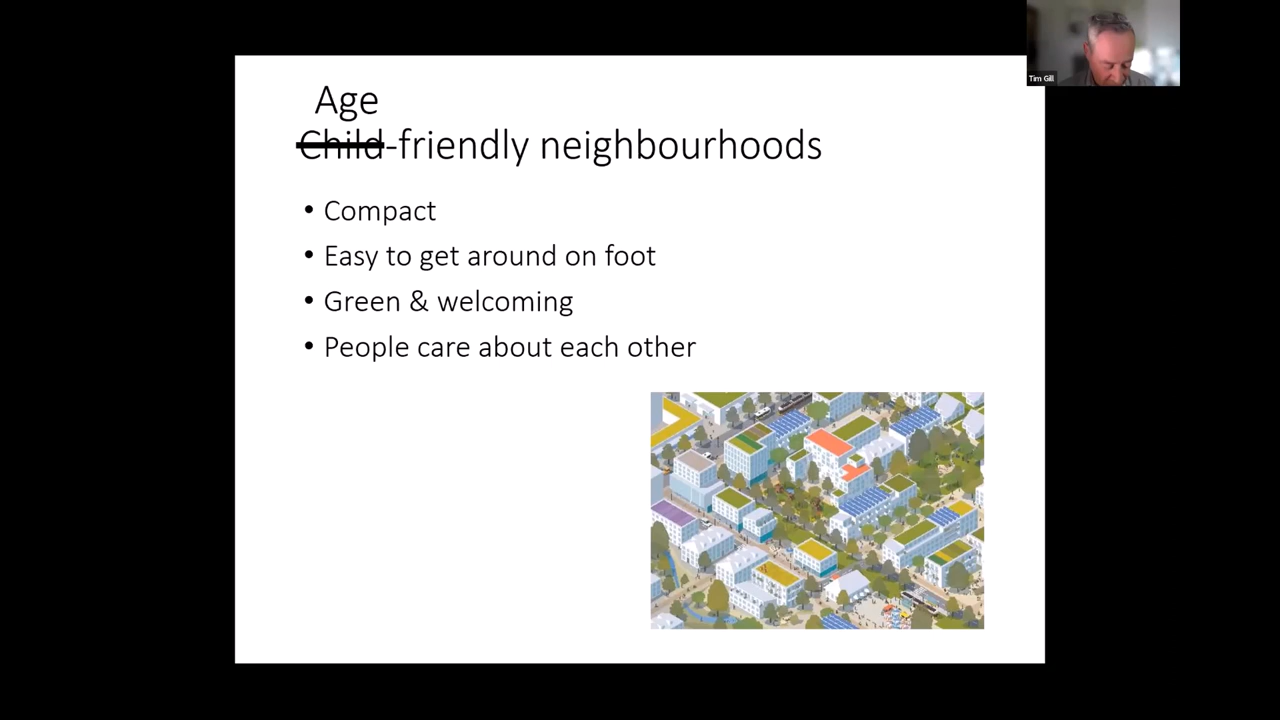 Tim Gill
Age
Child-friendly neighbourhoods
• Compact
• Easy to get around on foot
• Green & welcoming
• People care about each other